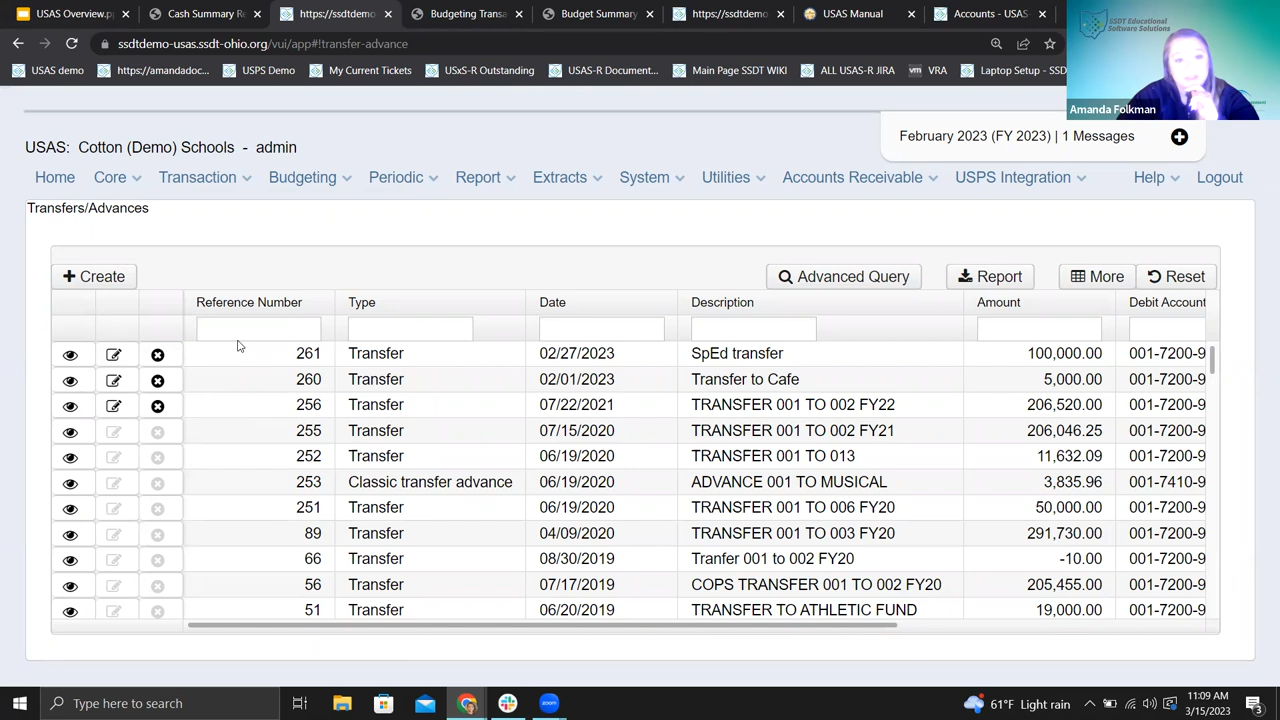 USAS Overview.p
Cash Summary Re
https://ssdtdemo
Budgeting Transa
Budget Summary
https://ssdtdemo
USAS Manual
Accounts - USAS
ssdtdemo-usas.ssdt-ohio.org/vui/app#!transfer-advance
USAS demo https://amandadoc... USPS Demo My Current Tickets USxS-R Outstanding USAS-R Document... Main Page SSDT WIKI ALL USAS-R JIRA vm VRA Laptop Setup - SSD
SSDT Educational
Software Solutions
Amanda Folkman
February 2023 (FY 2023) | 1 Messages
USAS: Cotton (Demo) Schools - admin
Home Core Transaction Budgeting Periodic Report Extracts System Utilities Accounts Receivable USPS Integration Help Logout
Transfers/Advances
Create Advanced Query Report More Reset
Reference Number Type Date Description Amount Debit Account
261 Transfer 02/27/2023 SpEd transfer 100,000.00 001-7200-9
260 Transfer 02/01/2023 Transfer to Cafe 5,000.00 001-7200-9
256 Transfer 07/22/2021 TRANSFER 001 TO 002 FY22 206,520.00 001-7200-9
255 Transfer 07/15/2020 TRANSFER 001 TO 002 FY21 206,046.25 001-7200-9
252 Transfer 06/19/2020 TRANSFER 001 TO 013 11,632.09 001-7200-9
253 Classic transfer advance 06/19/2020 ADVANCE 001 TO MUSICAL 3,835.96 001-7410-9
251 Transfer 06/19/2020 TRANSFER 001 TO 006 FY20 50,000.00 001-7200-9
89 Transfer 04/09/2020 TRANSFER 001 TO 003 FY20 291,730.00 001-7200-9
66 Transfer 08/30/2019 Tranfer 001 to 002 FY20 -10.00 001-7200-9
56 Transfer 07/17/2019 COPS TRANSFER 001 TO 002 FY20 205,455.00 001-7200-9
51 Transfer 06/20/2019 TRANSFER TO ATHLETIC FUND 19,000.00 001-7200-9
Type here to search
zoom
61°F Light rain
11:09 AM
3/15/2023
3